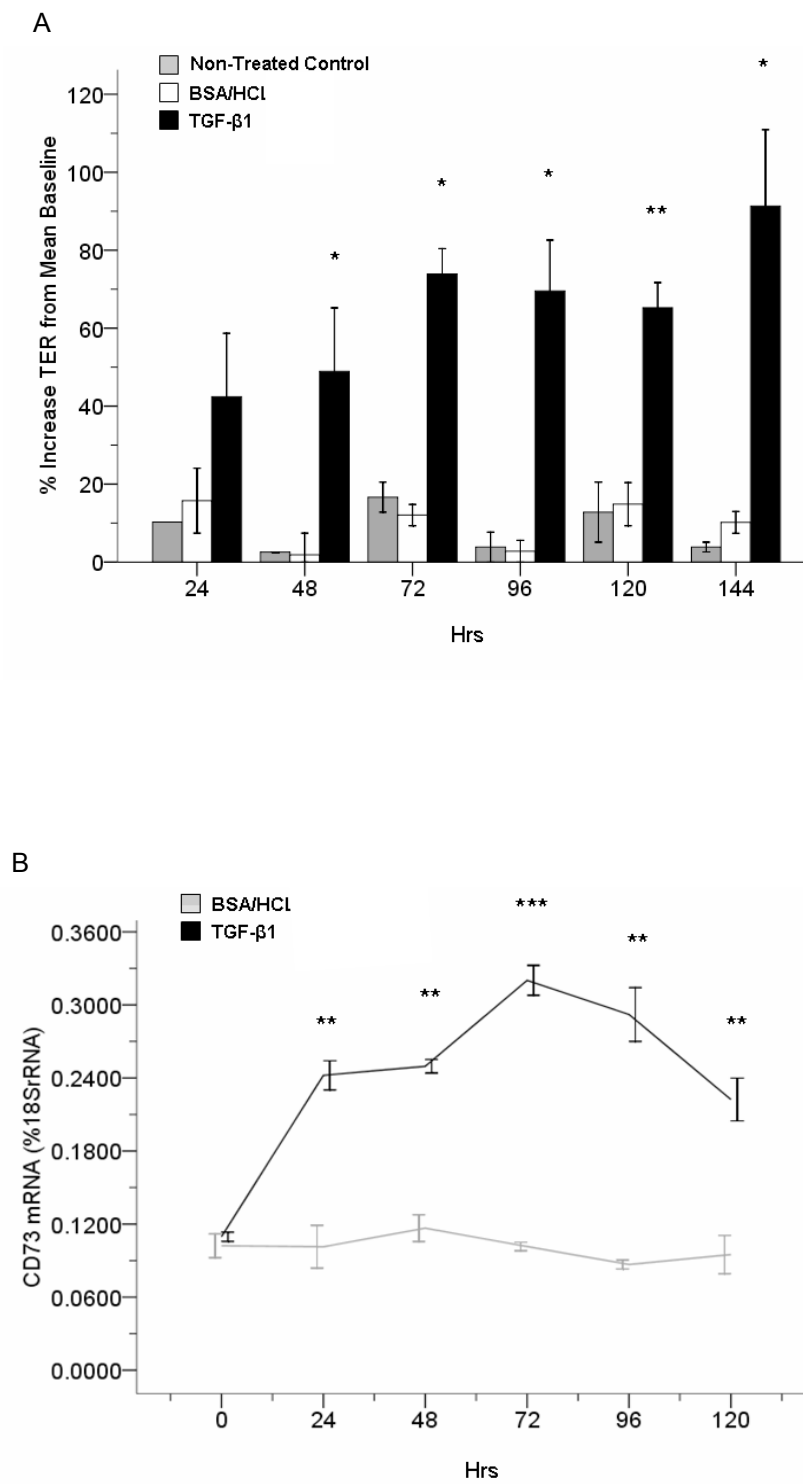 A
Non-Treated Control
BSA/HCL
TGF-β1
*
*
*
*
**
*
120
100
80
60
40
20
0
% Increase TER from Mean Baseline
24 48 72 96 120 144
Hrs
B
BSA/HCL
TGF-β1
***
**
**
**
**
0.3600
0.3000
0.2400
0.1800
0.1200
0.0600
0.0000
CD73 mRNA (%18SrRNA)
0 24 48 72 96 120
Hrs